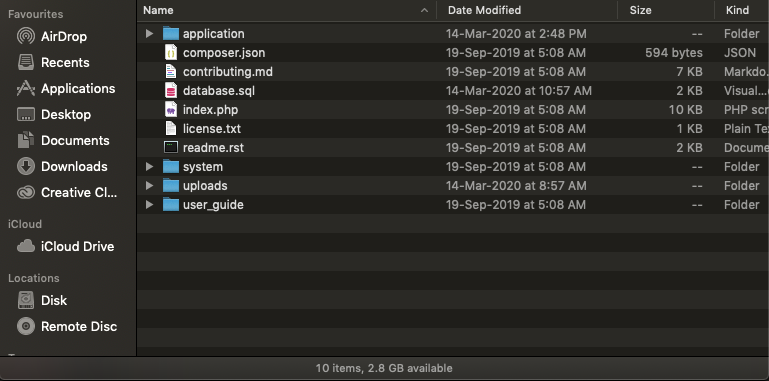 Favourites
AirDrop
Recents
Applications
Desktop
Documents
Downloads
Creative Cl...
iCloud
iCloud Drive
Locations
Disk
Remote Disc
Name Date Modified Size Kind
application 14-Mar-2020 at 2:48 PM -- Folder
composer.json 19-Sep-2019 at 5:08 AM 594 bytes JSON
contributing.md 19-Sep-2019 at 5:08 AM 7 KB Markdo...
database.sql 14-Mar-2020 at 10:57 AM 2 KB Visual...
index.php 19-Sep-2019 at 5:08 AM 10 KB PHP scr
license.txt 19-Sep-2019 at 5:08 AM 1 KB Plain Te
readme.rst 19-Sep-2019 at 5:08 AM 2 KB Docume
system 19-Sep-2019 at 5:08 AM -- Folder
uploads 14-Mar-2020 at 8:57 AM -- Folder
user_guide 19-Sep-2019 at 5:08 AM -- Folder
10 items, 2.8 GB available